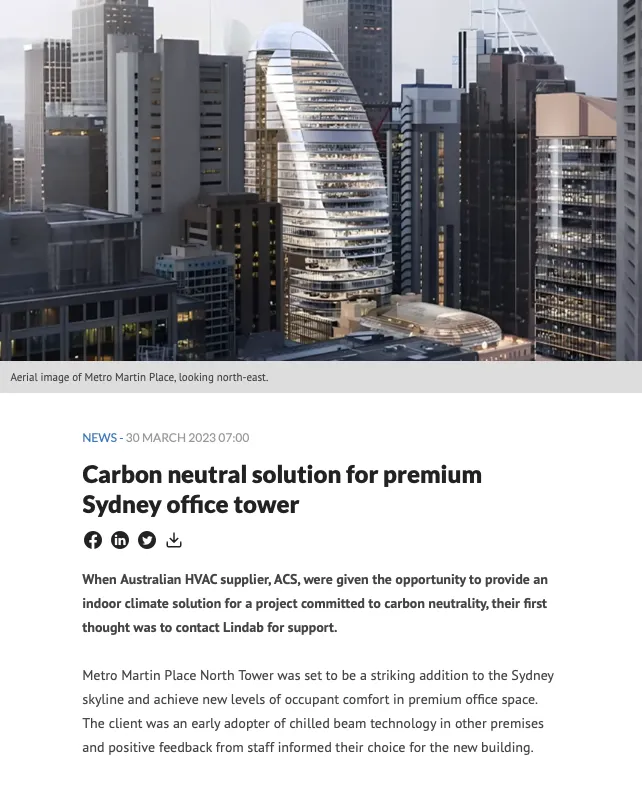 Aerial image of Metro Martin Place, looking north-east.
NEWS - 30 MARCH 2023 07:00
Carbon neutral solution for premium
Sydney office tower
When Australian HVAC supplier, ACS, were given the opportunity to provide an
indoor climate solution for a project committed to carbon neutrality, their first
thought was to contact Lindab for support.
Metro Martin Place North Tower was set to be a striking addition to the Sydney
skyline and achieve new levels of occupant comfort in premium office space.
The client was an early adopter of chilled beam technology in other premises
and positive feedback from staff informed their choice for the new building.